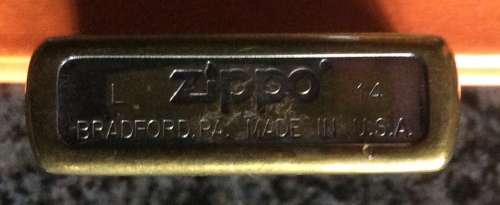 L Zippo 14
BRADFORD, PA. MADE IN U.S.A.